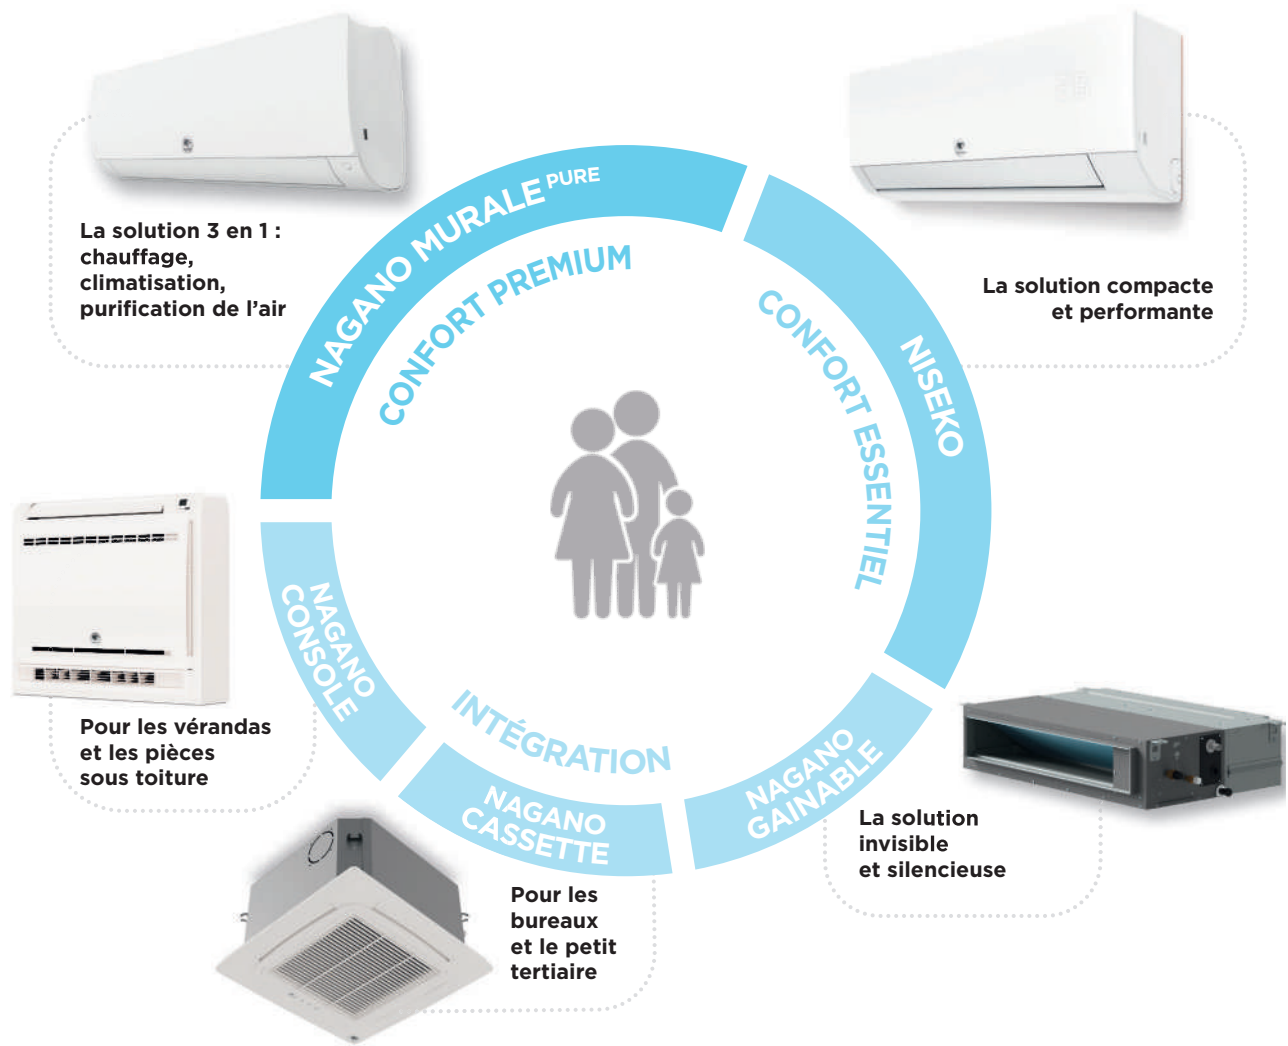 La solution 3 en 1 :
chauffage,
climatisation,
purification de l’air
NAGANO MURALE PURE
CONFORT PREMIUM
La solution compacte
et performante
NISEKO
CONFORT ESSENTIEL
NAGANO
CONSOLE
Pour les vérandas
et les pièces
sous toiture
INTÉGRATION
NAGANO
CASSETTE
Pour les
bureaux
et le petit
tertiaire
NAGANO
GAINABLE
La solution
invisible
et silencieuse